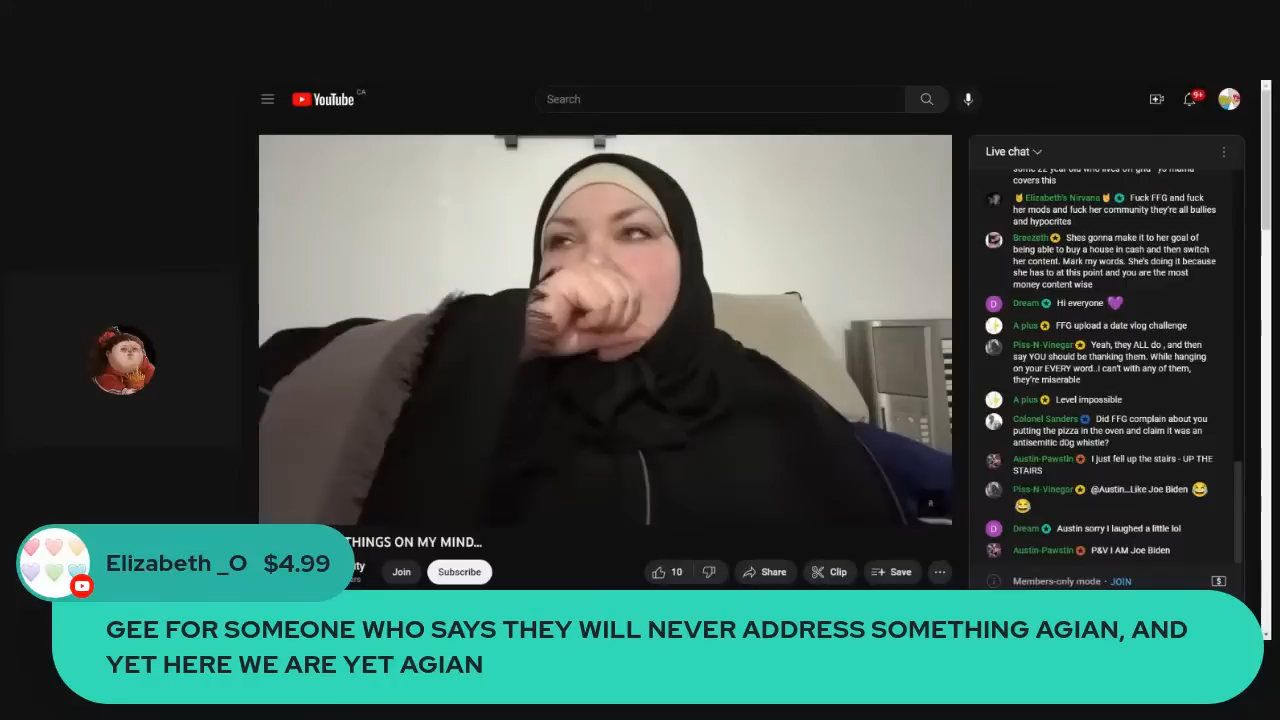 YouTube CA
Search
9+
Live chat
some 22 year old who lives on grid - yo mama
covers this
Elizabeth's Nirvana Fuck FFG and fuck
her mods and fuck her community they're all bullies
and hypocrites
Breezeth Shes gonna make it to her goal of
being able to buy a house in cash and then switch
her content. Mark my words. She's doing it because
she has to at this point and you are the most
money content wise
Dream Hi everyone
A plus FFG upload a date vlog challenge
Piss-N-Vinegar Yeah, they ALL do , and then
say YOU should be thanking them. While hanging
on your EVERY word..I can't with any of them,
they're miserable
A plus Level impossible
Colonel Sanders Did FFG complain about you
putting the pizza in the oven and claim it was an
antisemitic d0g whistle?
Austin-Pawstin I just fell up the stairs - UP THE
STAIRS
Piss-N-Vinegar @Austin...Like Joe Biden
Dream Austin sorry I laughed a little lol
Austin-Pawstin P&V I AM Joe Biden
Members-only mode - JOIN
THINGS ON MY MIND...
Join
Subscribe
10
Share
Clip
Save
Elizabeth _O $4.99
GEE FOR SOMEONE WHO SAYS THEY WILL NEVER ADDRESS SOMETHING AGIAN, AND
YET HERE WE ARE YET AGIAN